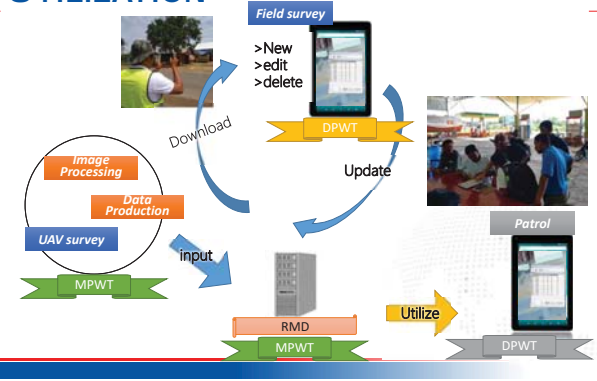 UTILIZATION
Field survey
>New
>edit
>delete
DPWT
Download
Update
Image
Processing
Data
Production
UAV survey
MPWT
input
RMD
MPWT
Utilize
Patrol
DPWT